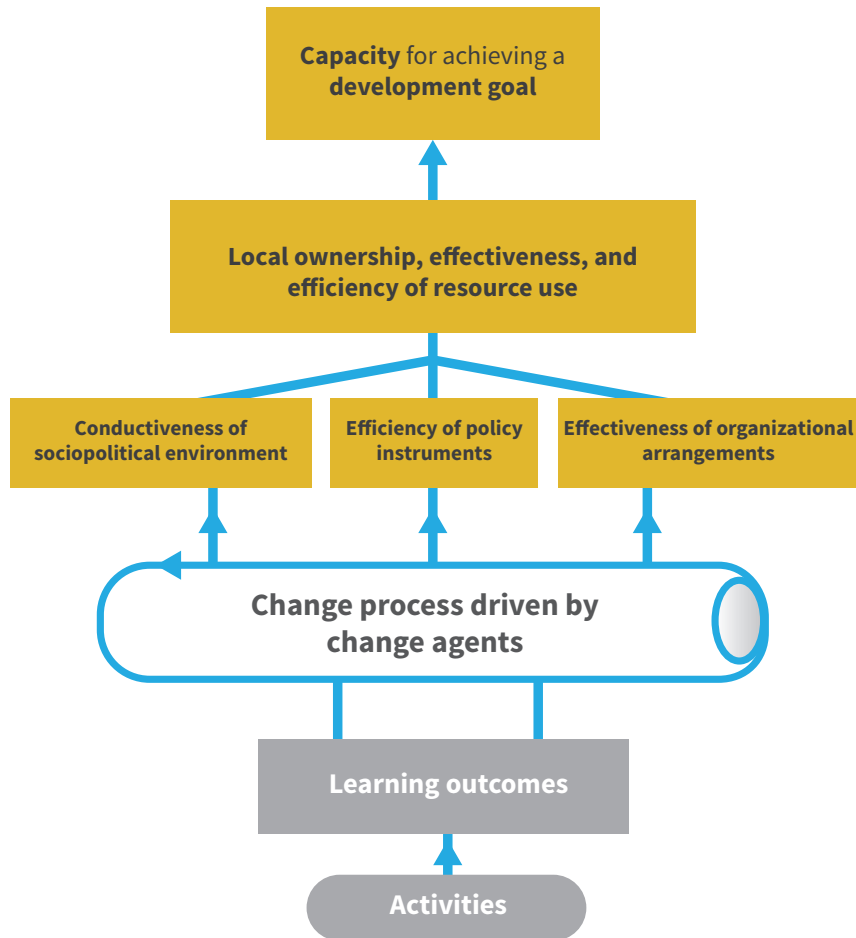 Capacity for achieving a
development goal
Local ownership, effectiveness, and
efficiency of resource use
Conductiveness of
sociopolitical environment
Efficiency of policy
instruments
Effectiveness of organizational
arrangements
Change process driven by
change agents
Learning outcomes
Activities